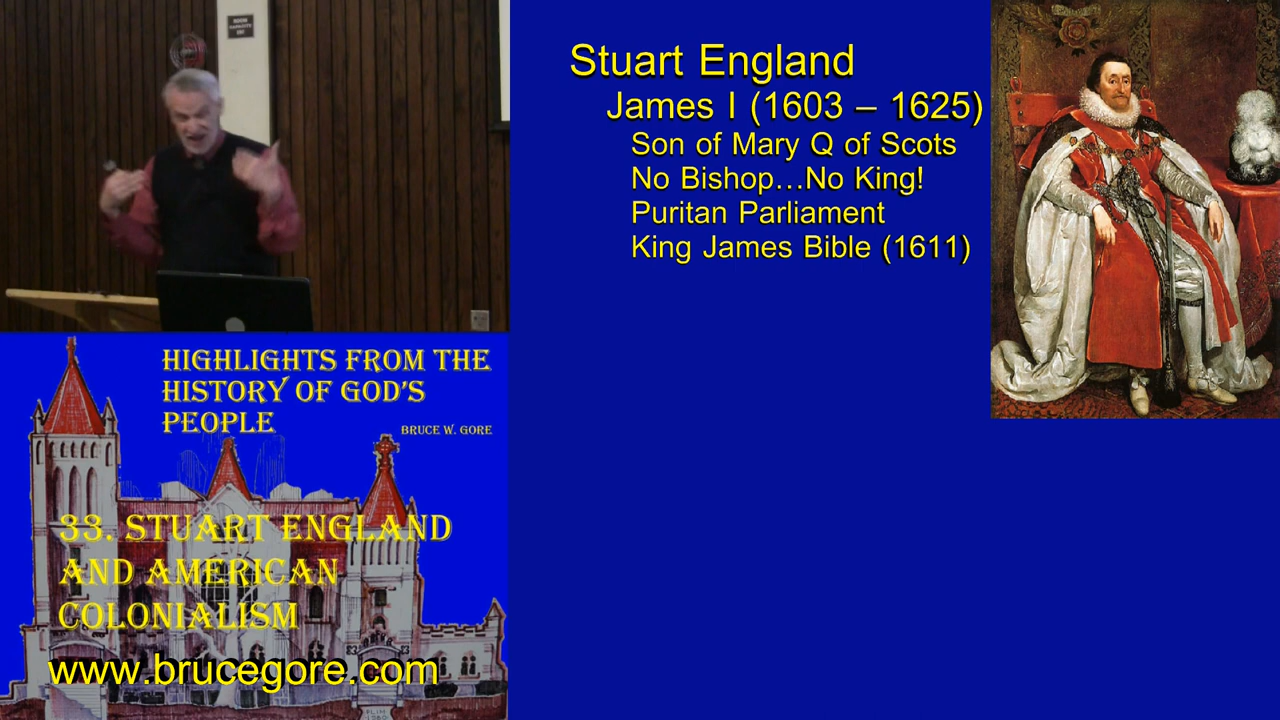 ROOM
CAPACITY
Stuart England
James I (1603 – 1625)
Son of Mary Q of Scots
No Bishop…No King!
Puritan Parliament
King James Bible (1611)
HIGHLIGHTS FROM THE
HISTORY OF GOD'S
PEOPLE
BRUCE W. GORE
33. STUART ENGLAND
AND AMERICAN
COLONIALISM
www.brucegore.com